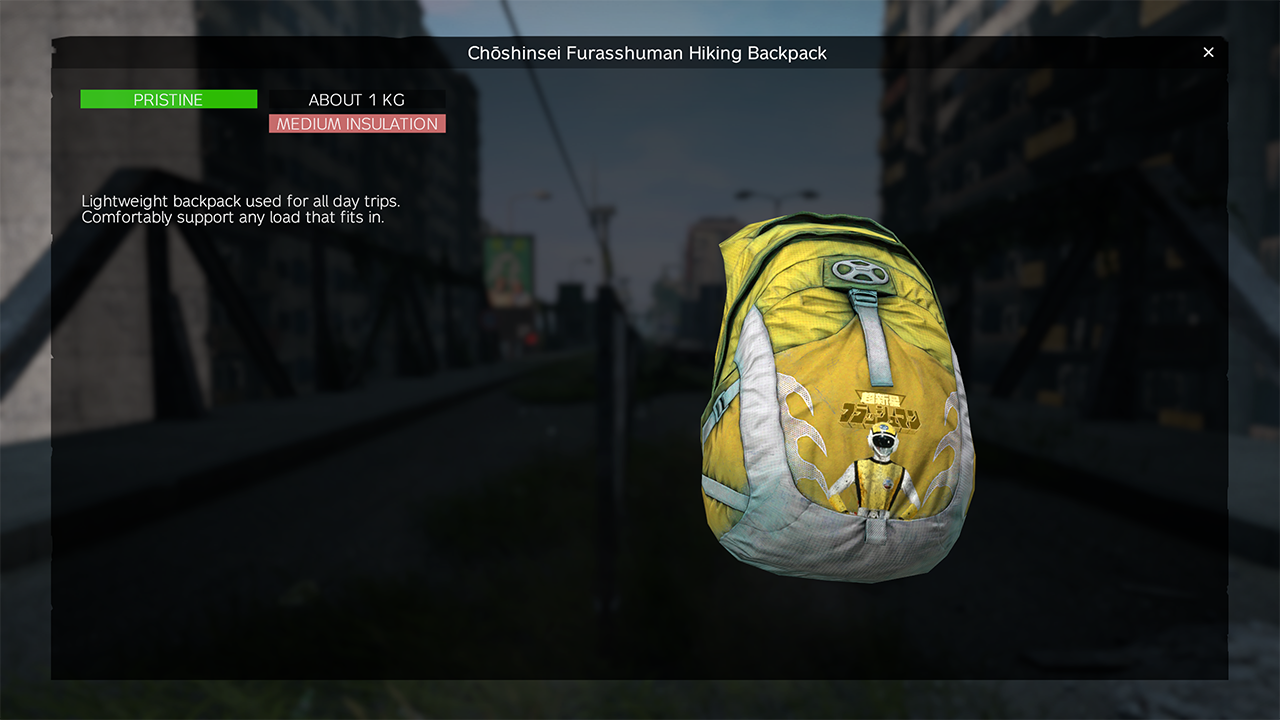 Chōshinsei Furasshuman Hiking Backpack
PRISTINE
ABOUT 1 KG
MEDIUM INSULATION
Lightweight backpack used for all day trips.
Comfortably support any load that fits in.
超新星
フラッシュマン